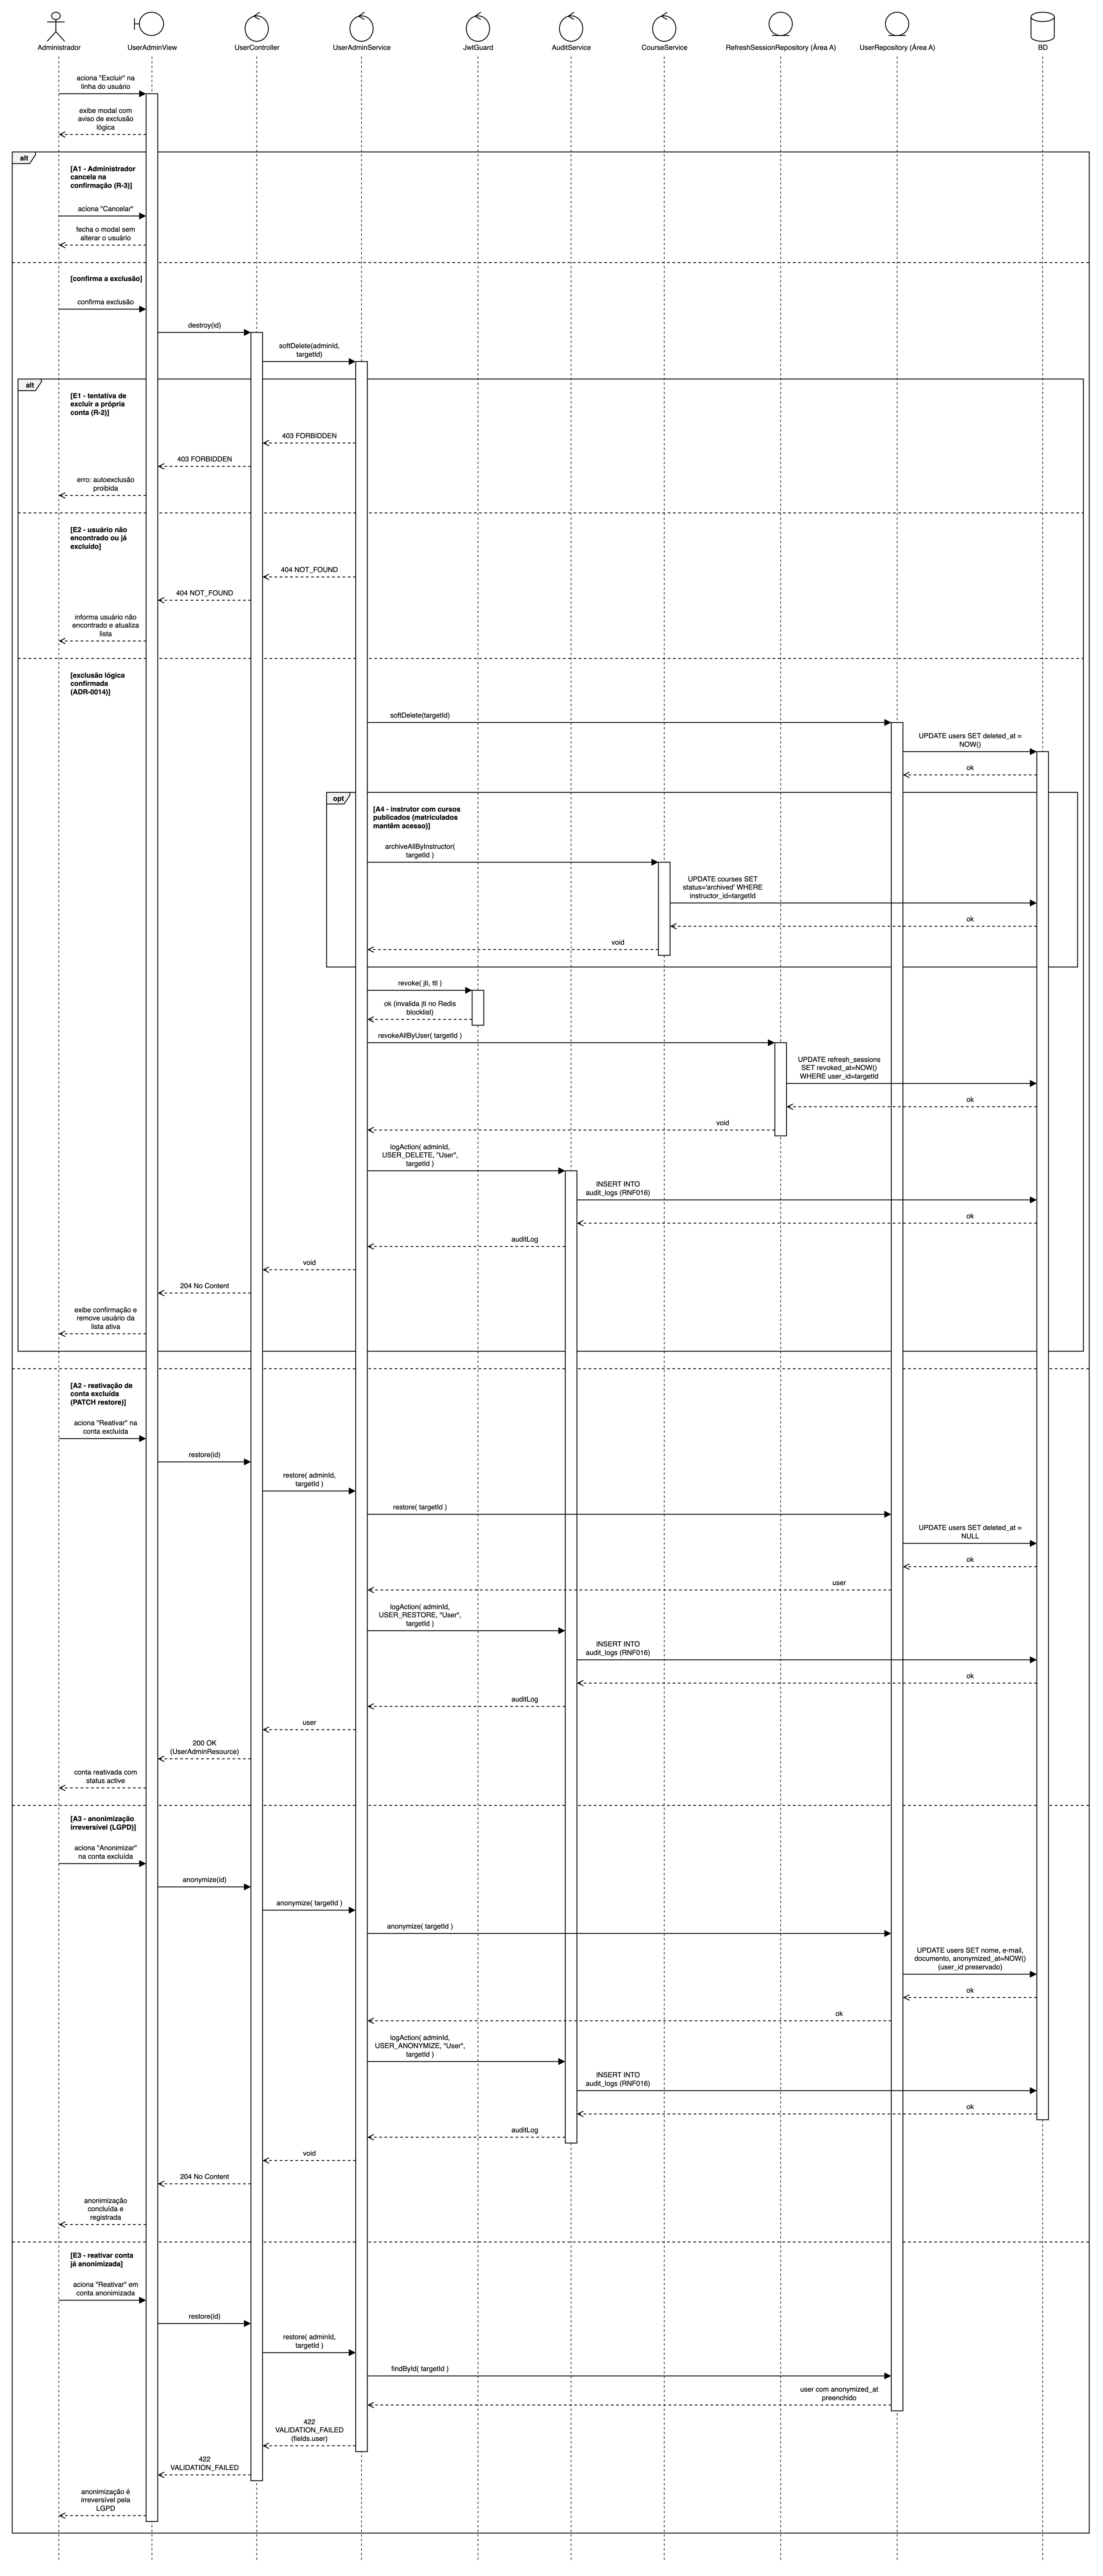 Administrador
UserAdminView
UserController
UserAdminService
JwtGuard
AuditService
CourseService
RefreshSessionRepository (Área A)
UserRepository (Área A)
BD
aciona "Excluir" na
linha do usuário
exibe modal com
aviso de exclusão
lógica
alt
[A1 - Administrador
cancela na
confirmação (R-3)]
aciona "Cancelar"
fecha o modal sem
alterar o usuário
[confirma a exclusão]
confirma exclusão
destroy(id)
softDelete(adminId,
targetId)
alt
[E1 - tentativa de
excluir a própria
conta (R-2)]
403 FORBIDDEN
403 FORBIDDEN
erro: autoexclusão
proibida
[E2 - usuário não
encontrado ou já
excluído]
404 NOT_FOUND
404 NOT_FOUND
informa usuário não
encontrado e atualiza
lista
[exclusão lógica
confirmada
(ADR-0014)]
softDelete(targetId)
UPDATE users SET deleted_at =
NOW()
ok
opt
[A4 - instrutor com cursos
publicados (matriculados
mantêm acesso)]
archiveAllByInstructor(
targetId )
UPDATE courses SET
status='archived' WHERE
instructor_id=targetId
ok
void
revoke( jti, ttl )
ok (invalida jti no Redis
blocklist)
revokeAllByUser( targetId )
UPDATE refresh_sessions
SET revoked_at=NOW()
WHERE user_id=targetId
ok
void
logAction( adminId,
USER_DELETE, "User",
targetId )
INSERT INTO
audit_logs (RNF016)
ok
auditLog
void
204 No Content
exibe confirmação e
remove usuário da
lista ativa
[A2 - reativação de
conta excluída
(PATCH restore)]
aciona "Reativar" na
conta excluída
restore(id)
restore( adminId,
targetId )
restore( targetId )
UPDATE users SET deleted_at =
NULL
ok
user
logAction( adminId,
USER_RESTORE, "User",
targetId )
INSERT INTO
audit_logs (RNF016)
ok
auditLog
user
200 OK
(UserAdminResource)
conta reativada com
status active
[A3 - anonimização
irreversível (LGPD)]
aciona "Anonimizar"
na conta excluída
anonymize(id)
anonymize( targetId )
anonymize( targetId )
UPDATE users SET nome, e-mail,
documento, anonymized_at=NOW()
(user_id preservado)
ok
ok
logAction( adminId,
USER_ANONYMIZE, "User",
targetId )
INSERT INTO
audit_logs (RNF016)
ok
auditLog
void
204 No Content
anonimização
concluída e
registrada
[E3 - reativar conta
já anonimizada]
aciona "Reativar" em
conta anonimizada
restore(id)
restore( adminId,
targetId )
findById( targetId )
user com anonymized_at
preenchido
422
VALIDATION_FAILED
(fields.user)
422
VALIDATION_FAILED
anonimização é
irreversível pela
LGPD